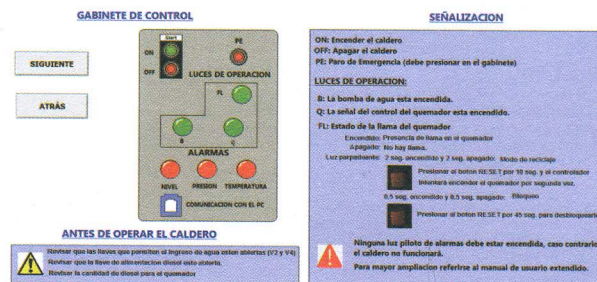 GABINETE DE CONTROL
SIGUIENTE
ATRÁS
Start
ON
OFF
PE
LUCES DE OPERACION
FL
B
Q
ALARMAS
NIVEL
PRESION
TEMPERATURA
COMUNICACION CON EL PC
ANTES DE OPERAR EL CALDERO
Revisar que las llaves que permiten el ingreso de agua esten abiertas (V2 y V4)
Revisar que la llave de alimentacion diesel este abierta.
Revisar la cantidad de diesel para el quemador
SEÑALIZACION
ON: Encender el caldero
OFF: Apagar el caldero
PE: Paro de Emergencia (debe presionar en el gabinete)
LUCES DE OPERACION:
B: La bomba de agua esta encendida.
Q: La señal del control del quemador esta encendido.
FL: Estado de la llama del quemador
Encendido: Presencia de llama en el quemador
Apagado: No hay llama.
Luz parpadeante: 2 seg. encendido y 2 seg. apagado: Modo de reciclaje
Presionar el boton RESET por 10 seg. y el controlador
intentará encender el quemador por segunda vez.
0,5 seg. encendido y 0,5 seg. apagado: Bloqueo
Presionar el boton RESET por 45 seg. para desbloquearlo
Ninguna luz piloto de alarmas debe estar encendida, caso contrario
el caldero no funcionará.
Para mayor ampliacion referirse al manual de usuario extendido.